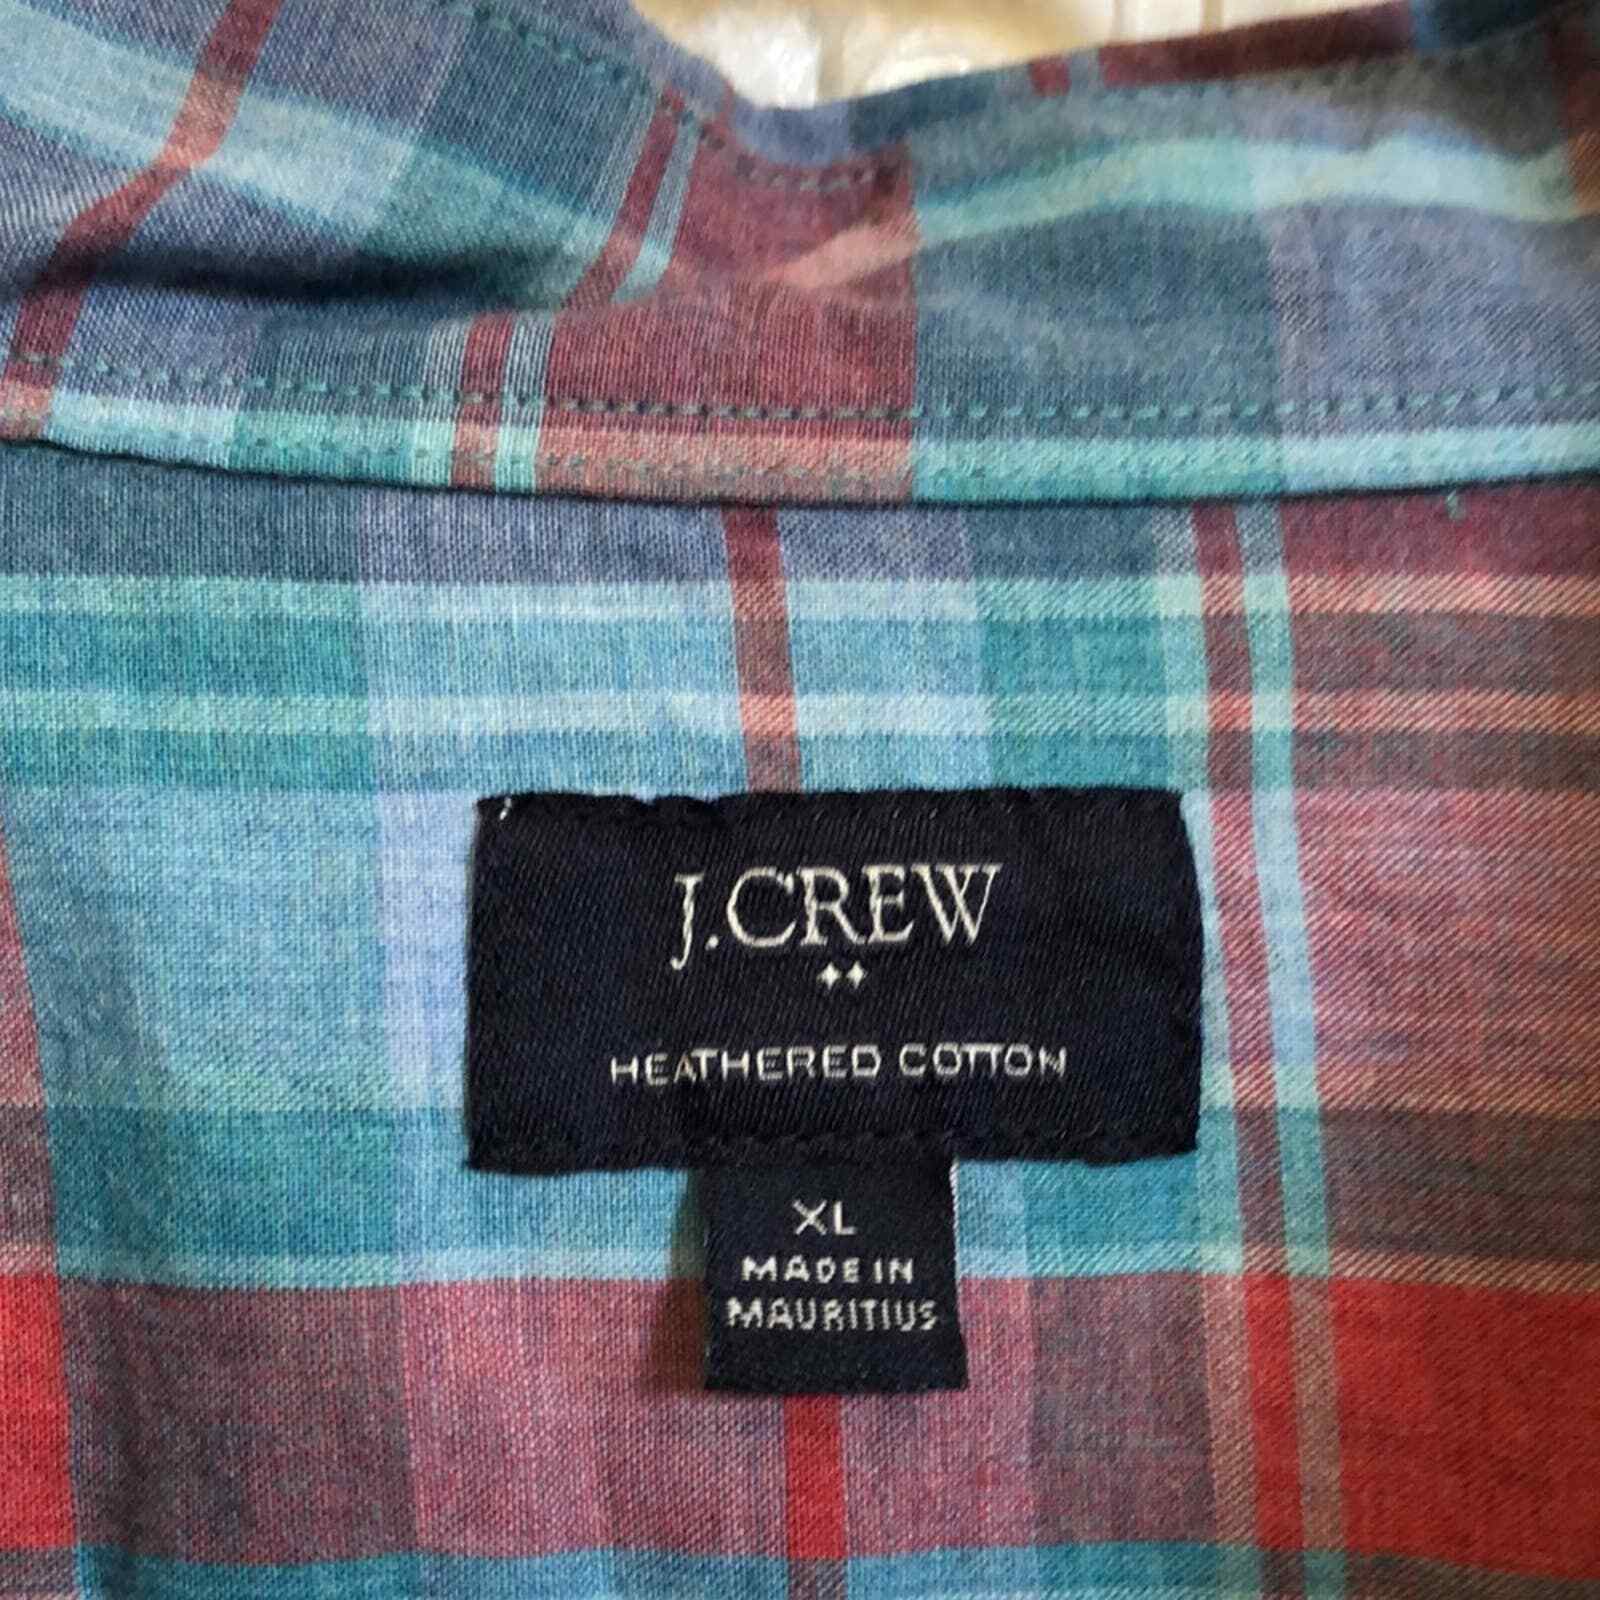 J.CREW
HEATHERED COTTON
XL
MADE IN
MAURITIUS